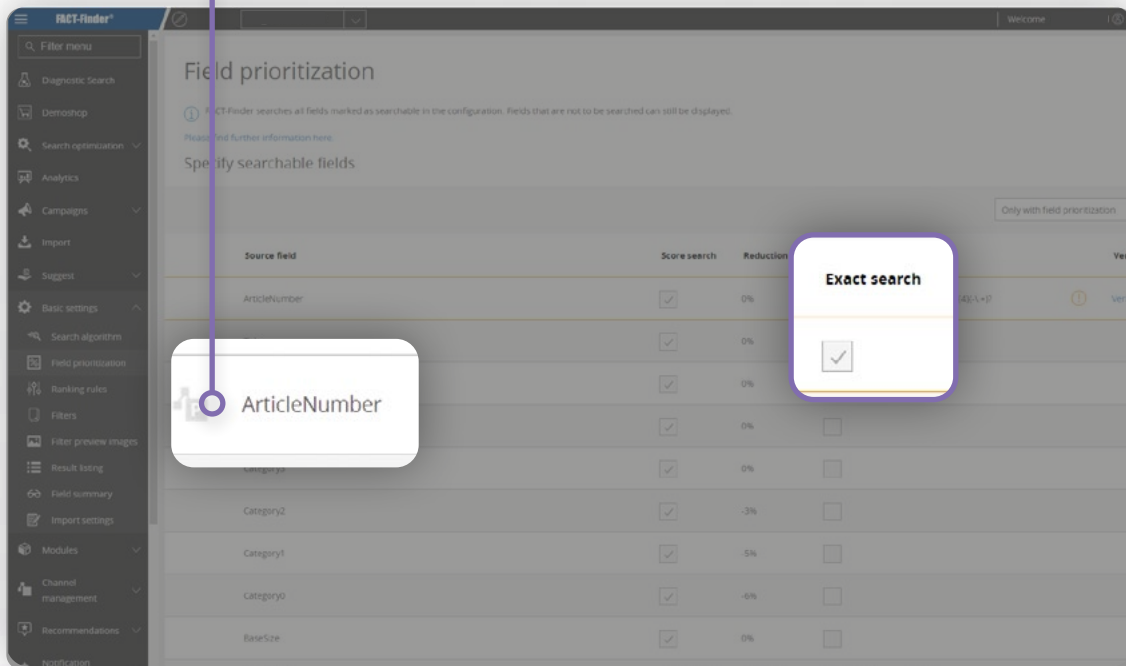 FACT-Finder®
Welcome
Filter menu
Diagnostic Search
Demoshop
Search optimization
Analytics
Campaigns
Import
Suggest
Basic settings
Search algorithm
Field prioritization
Ranking rules
Filters
Filter preview images
Result listing
Field summary
Import settings
Modules
Channel
management
Recommendations
Notification
Field prioritization
FACT-Finder searches all fields marked as searchable in the configuration. Fields that are not to be searched can still be displayed.
Please find further information here
Specify searchable fields
Only with field prioritization
Source field Score search Reduction Exact search Ver
ArticleNumber 0% Ver
0%
ArticleNumber 0%
0%
Category3 0%
Category2 -3%
Category1 -5%
Category0 -6%
BaseSize 0%